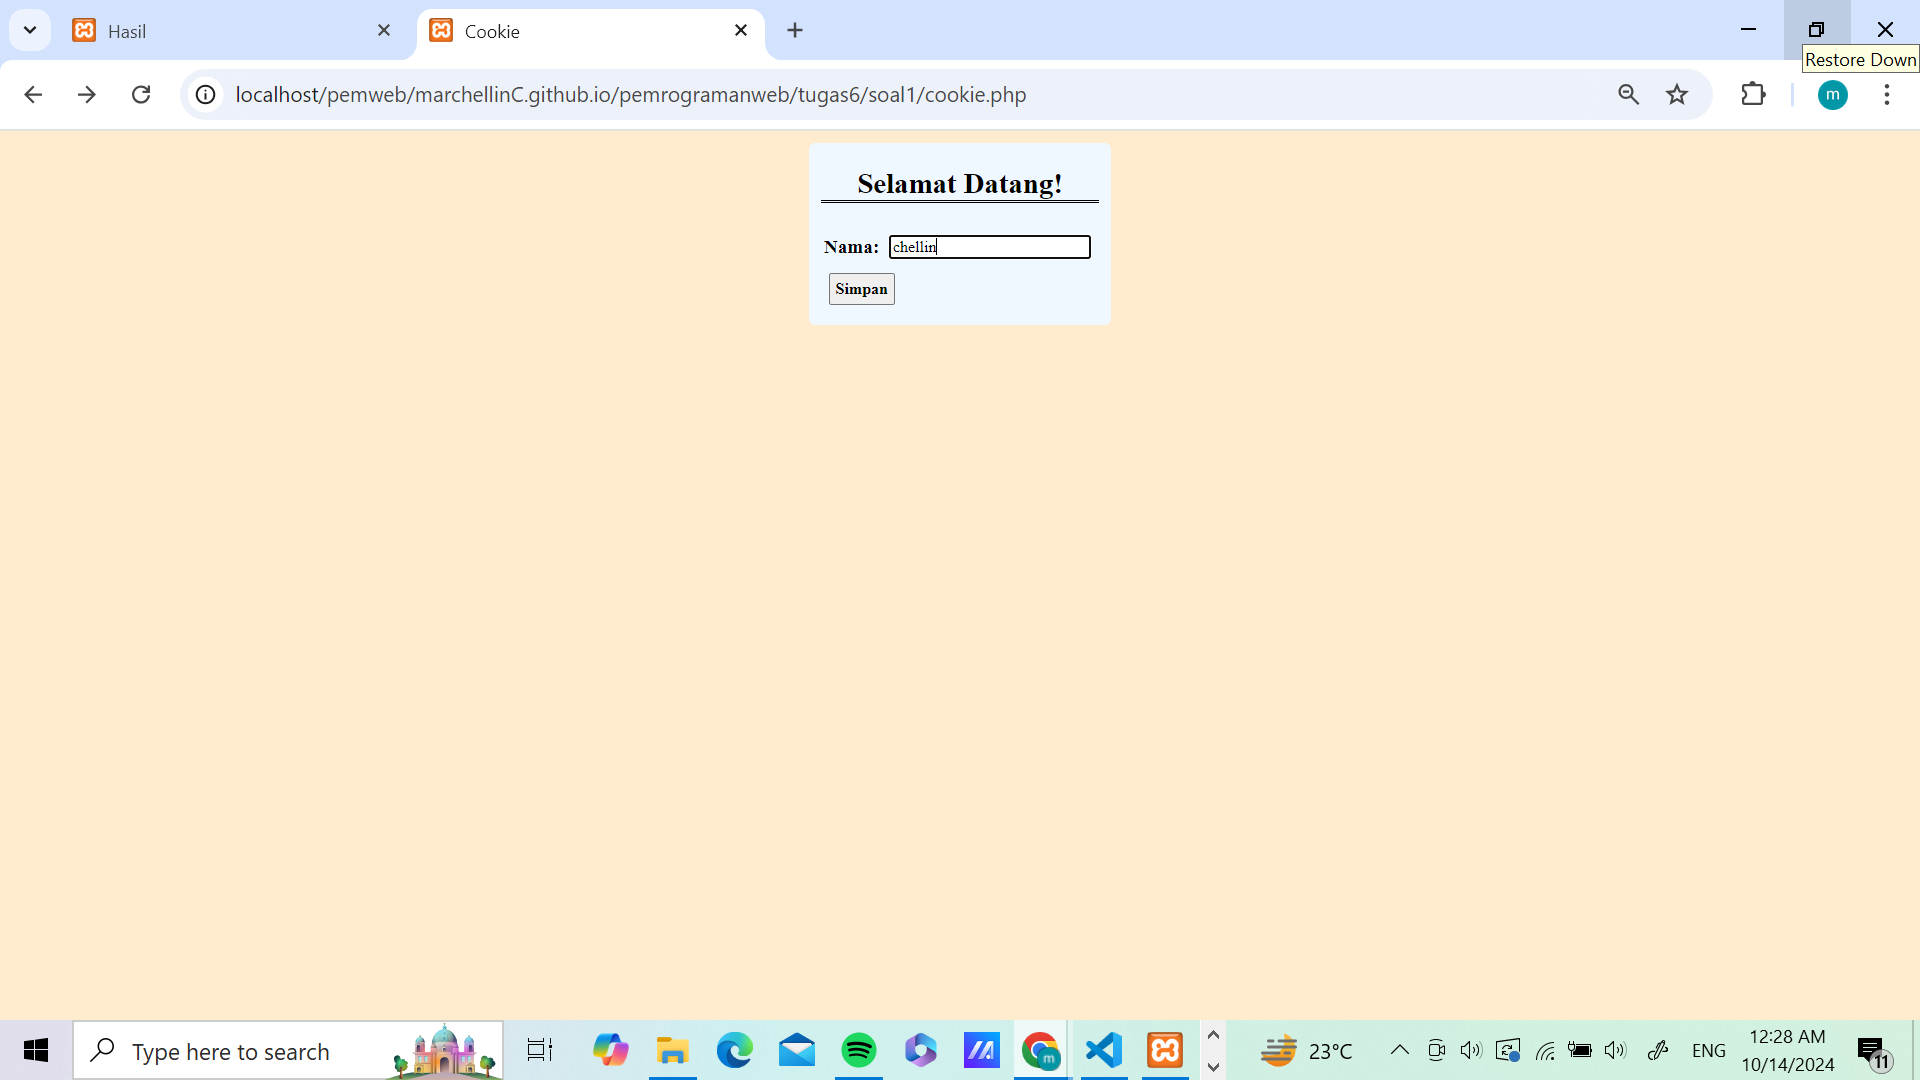 Hasil
Cookie
Restore Down
localhost/pemweb/marchellinC.github.io/pemrogramanweb/tugas6/soal1/cookie.php
m
Selamat Datang!
Nama: chellin
Simpan
Type here to search
m
23°C
ENG
12:28 AM
10/14/2024
11